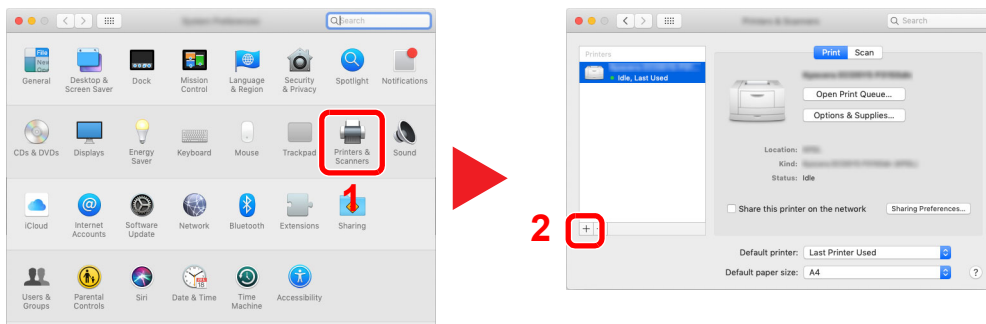 Search
General
Desktop &
Screen Saver
Dock
Mission
Control
Language
& Region
Security
& Privacy
Spotlight
Notifications
CDs & DVDs
Displays
Energy
Saver
Keyboard
Mouse
Trackpad
Printers &
Scanners
Sound
1
iCloud
Internet
Accounts
Software
Update
Network
Bluetooth
Extensions
Sharing
Users &
Groups
Parental
Controls
Siri
Date & Time
Time
Machine
Accessibility
Printers & Scanners
Search
Printers
Idle, Last Used
Print Scan
Open Print Queue...
Options & Supplies...
Location:
Kind:
Status: Idle
Share this printer on the network Sharing Preferences...
2
+
Default printer: Last Printer Used
Default paper size: A4
?